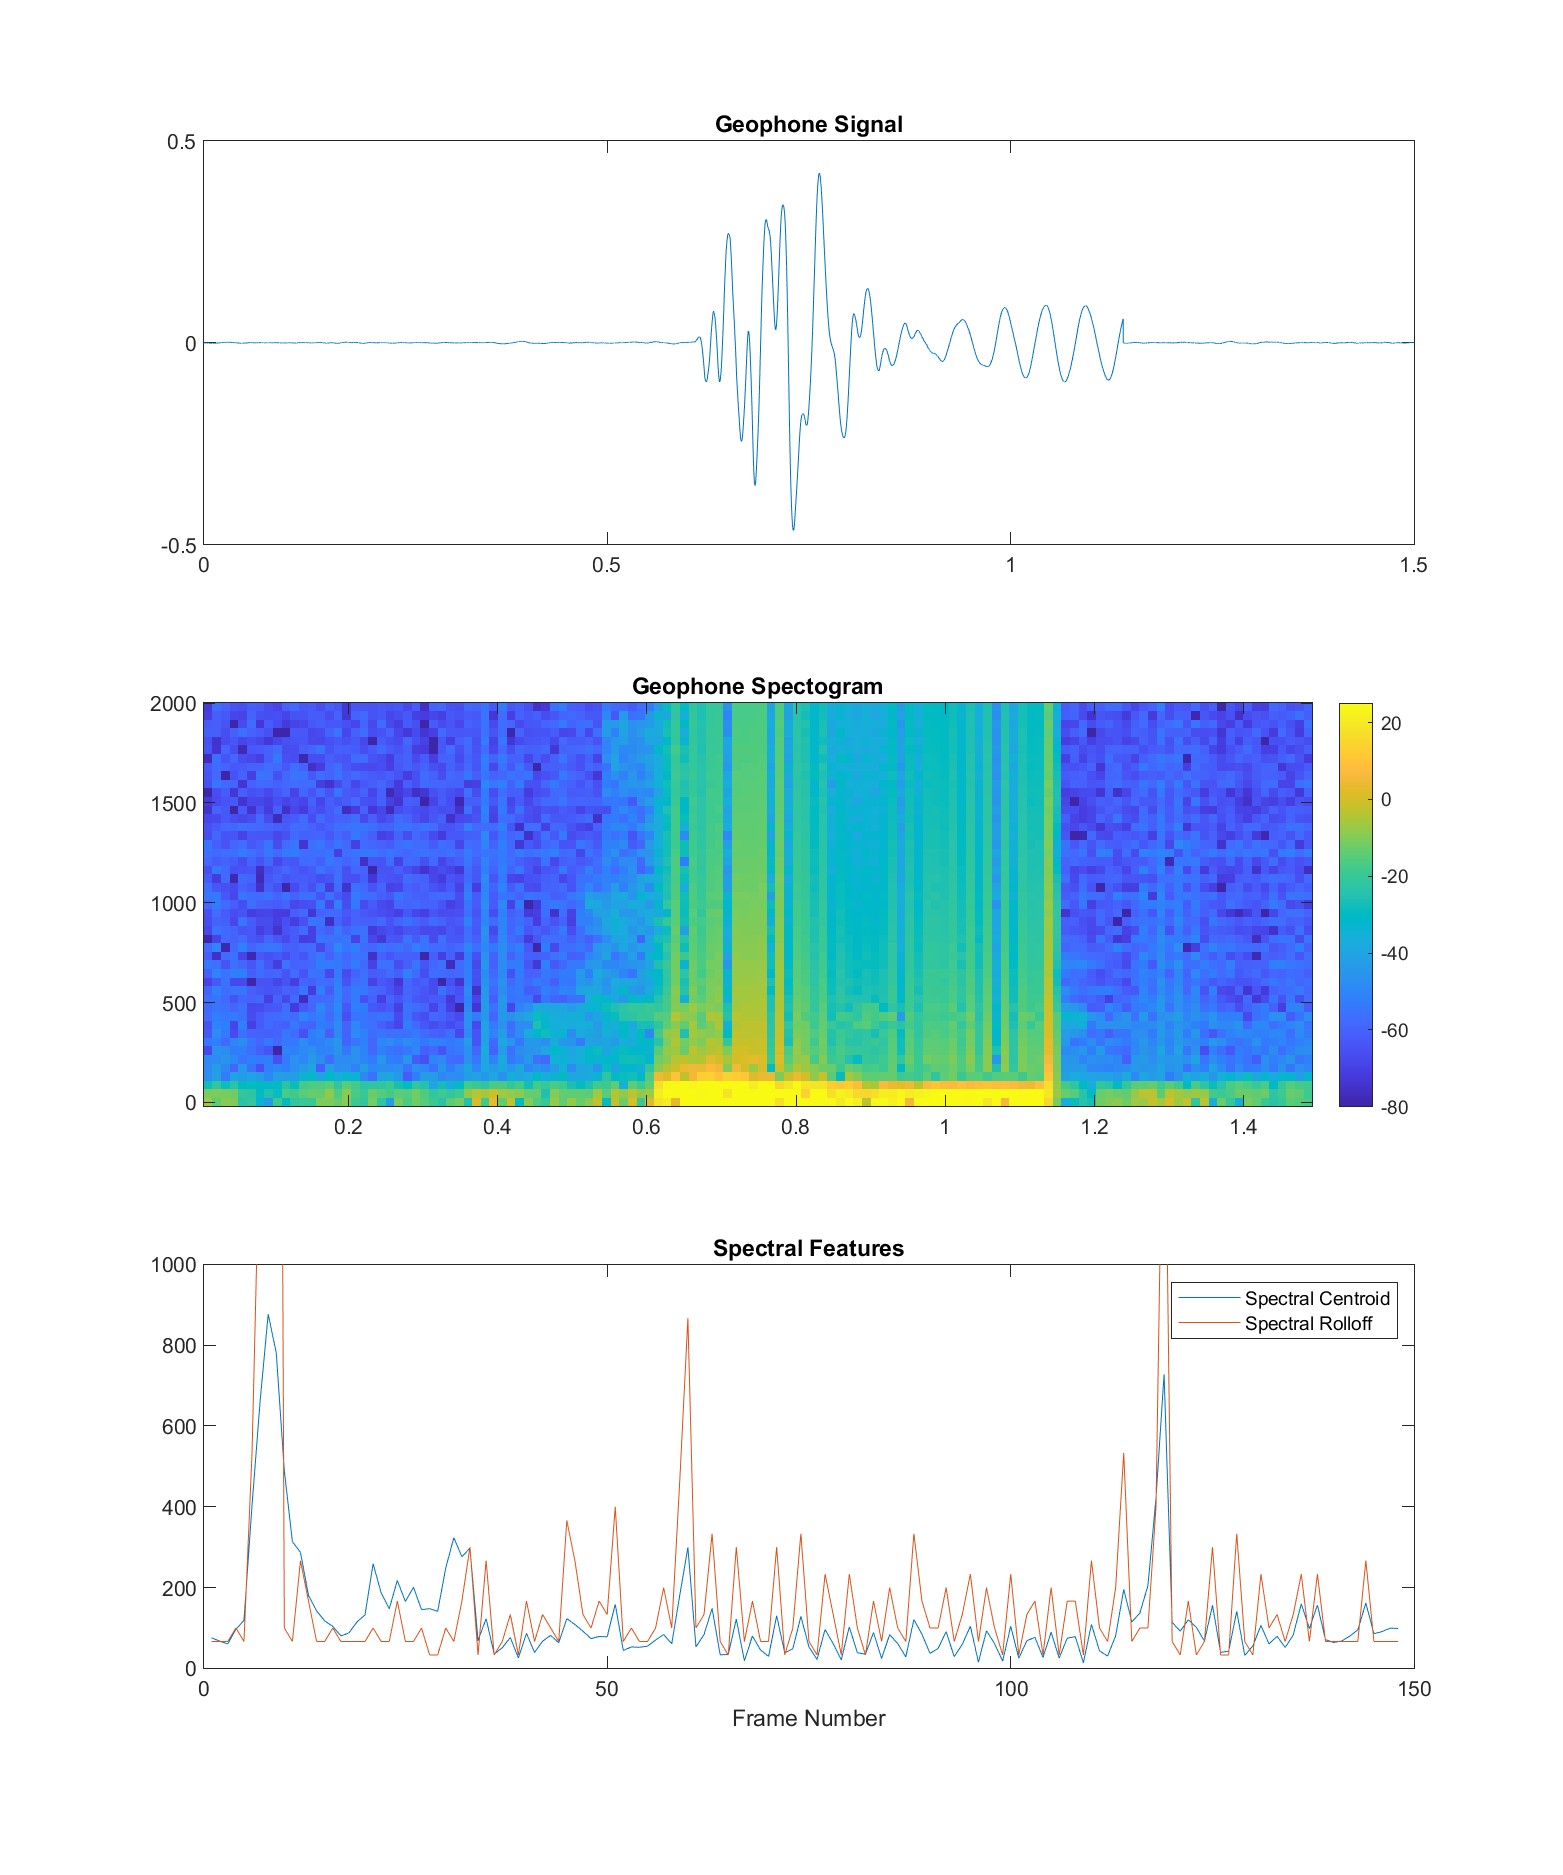 Geophone Signal
0.5
0
-0.5
0 0.5 1 1.5
Geophone Spectogram
2000
1500
1000
500
0
0.2 0.4 0.6 0.8 1 1.2 1.4
20
0
-20
-40
-60
-80
Spectral Features
1000
800
600
400
200
0
Spectral Centroid
Spectral Rolloff
0 50 100 150
Frame Number